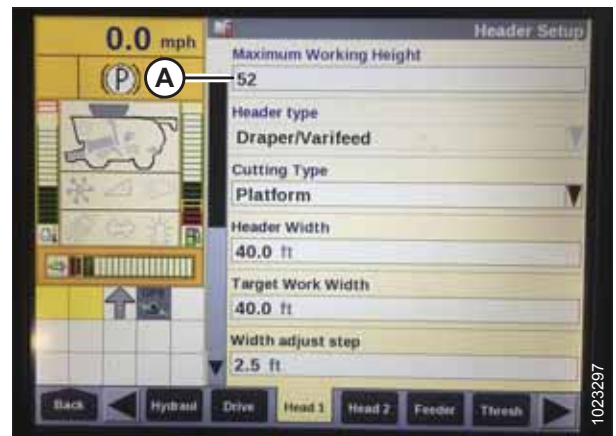 0.0 mph
Header Setup
(P)
A
Maximum Working Height
52
Header type
Draper/Varifeed
Cutting Type
Platform
Header Width
40.0 ft
Target Work Width
40.0 ft
Width adjust step
2.5 ft
Back
Hydraul
Drive
Head 1
Head 2
Feeder
Thresh
1023297